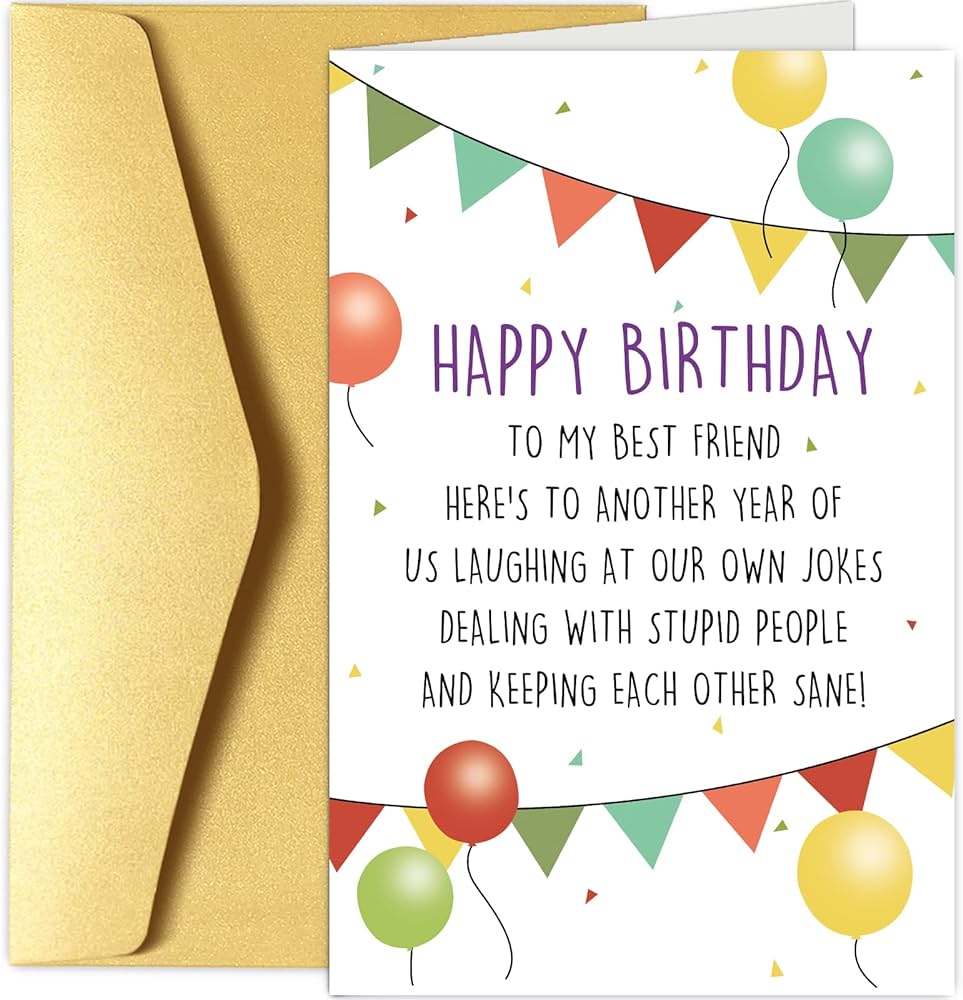 HAPPY BIRTHDAY
TO MY BEST FRIEND
HERE'S TO ANOTHER YEAR OF
US LAUGHING AT OUR OWN JOKES
DEALING WITH STUPID PEOPLE
AND KEEPING EACH OTHER SANE!